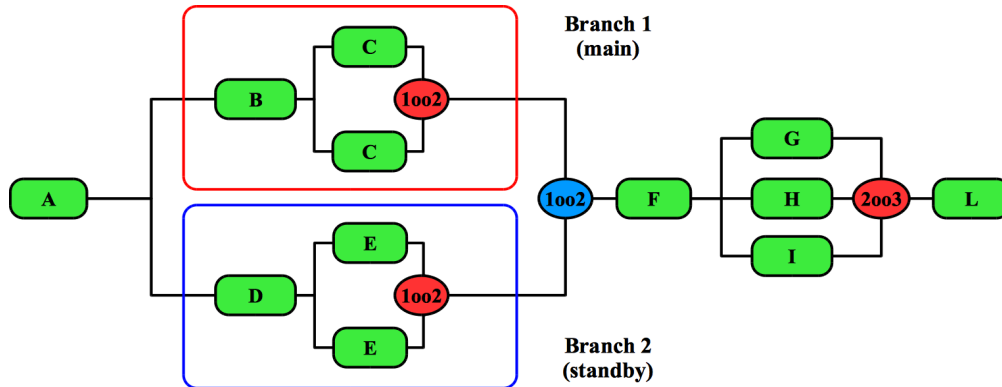 Branch 1
(main)
C
B
1oo2
C
G
A
1oo2
F
H
2oo3
L
E
I
D
1oo2
E
Branch 2
(standby)